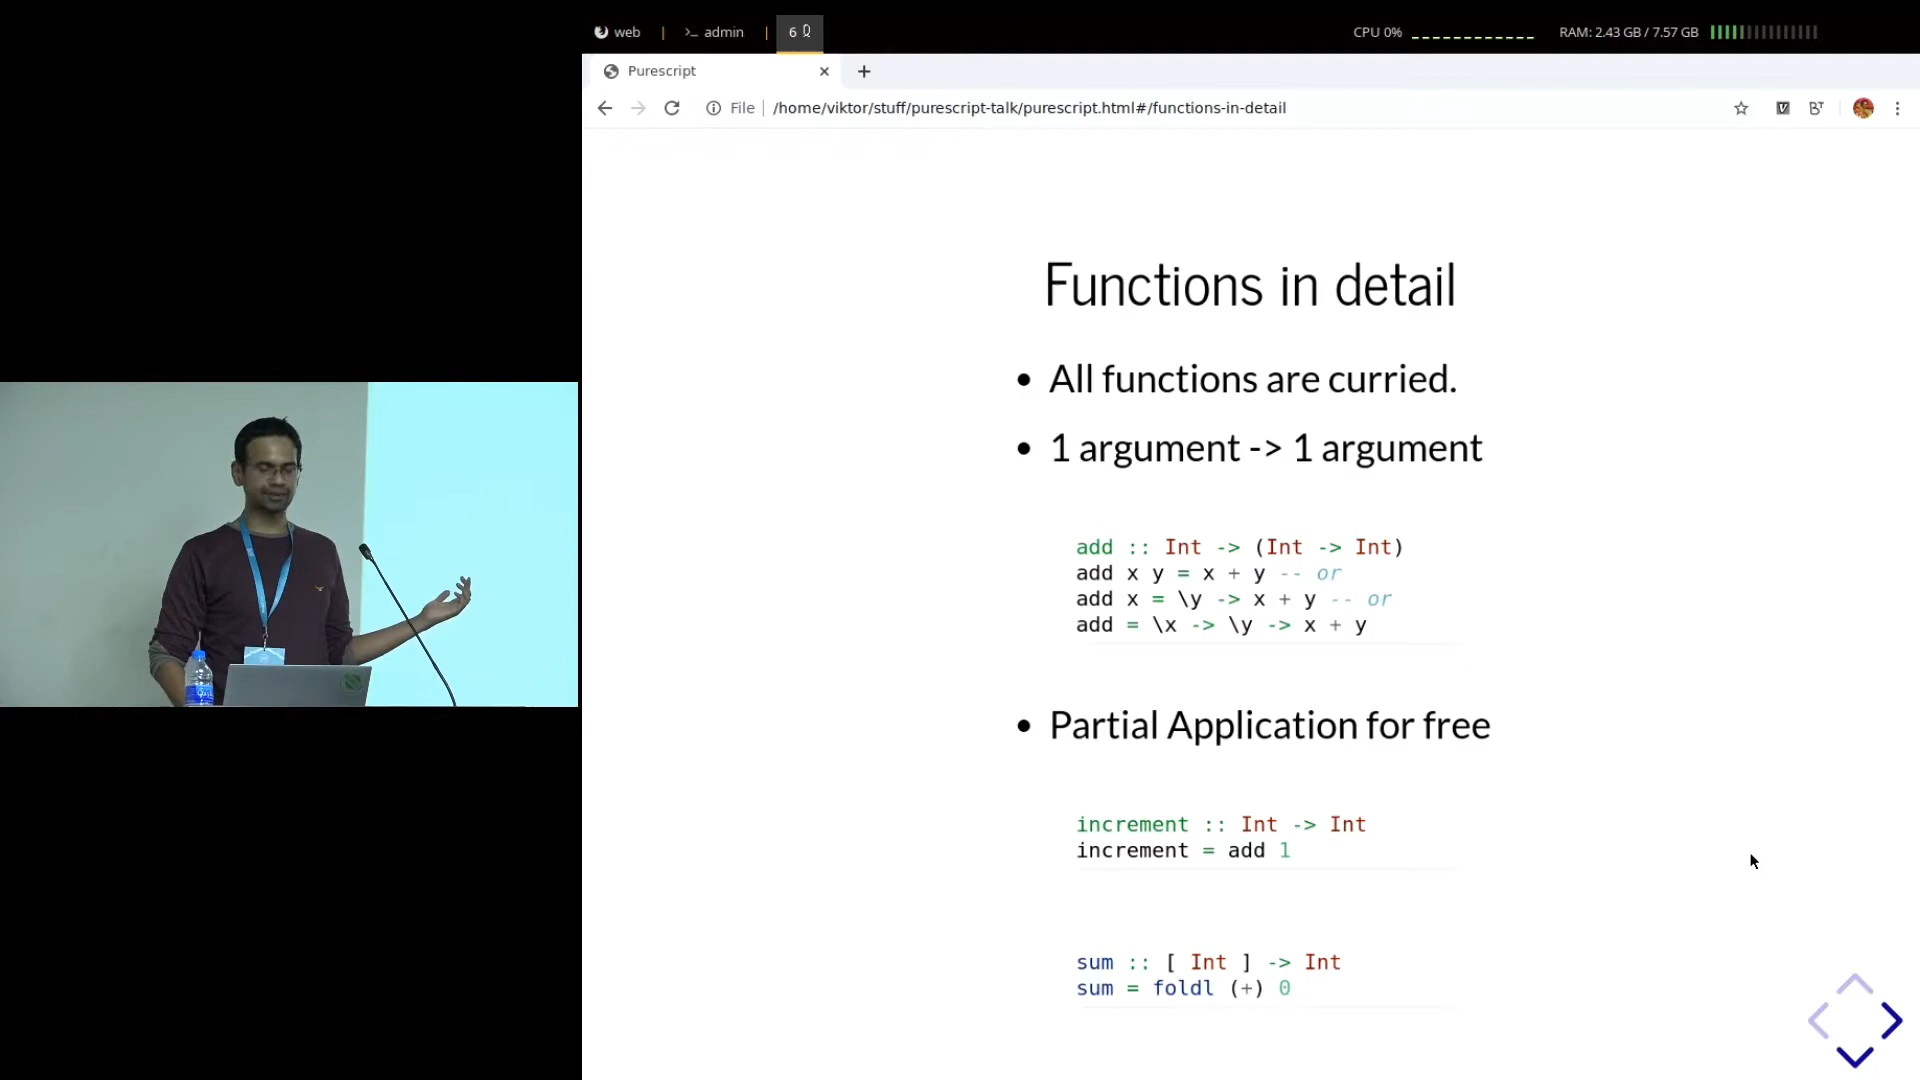 web | >_ admin | 6
CPU 0% RAM: 2.43 GB / 7.57 GB
Purescript
File | /home/viktor/stuff/purescript-talk/purescript.html#/functions-in-detail
Functions in detail
• All functions are curried.
• 1 argument -> 1 argument
add :: Int -> (Int -> Int)
add x y = x + y -- or
add x = \y -> x + y -- or
add = \x -> \y -> x + y
• Partial Application for free
increment :: Int -> Int
increment = add 1
sum :: [ Int ] -> Int
sum = foldl (+) 0